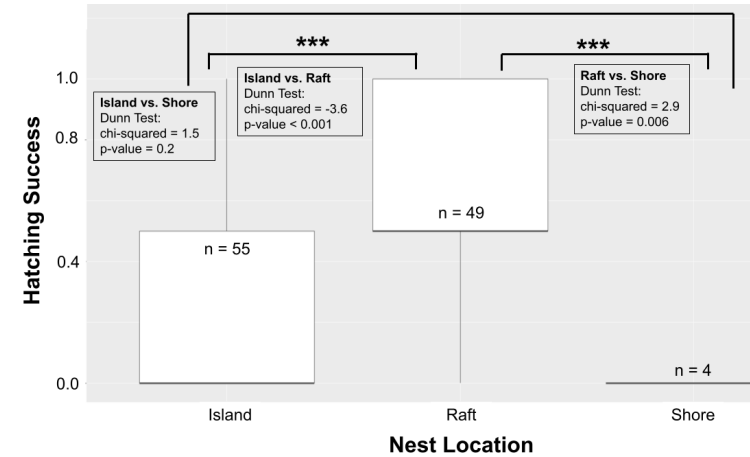 ***
***
Island vs. Shore
Dunn Test:
chi-squared = 1.5
p-value = 0.2
Island vs. Raft
Dunn Test:
chi-squared = -3.6
p-value < 0.001
Raft vs. Shore
Dunn Test:
chi-squared = 2.9
p-value = 0.006
Hatching Success
1.0
0.8
0.4
0.0
n = 55
n = 49
n = 4
Island
Raft
Shore
Nest Location